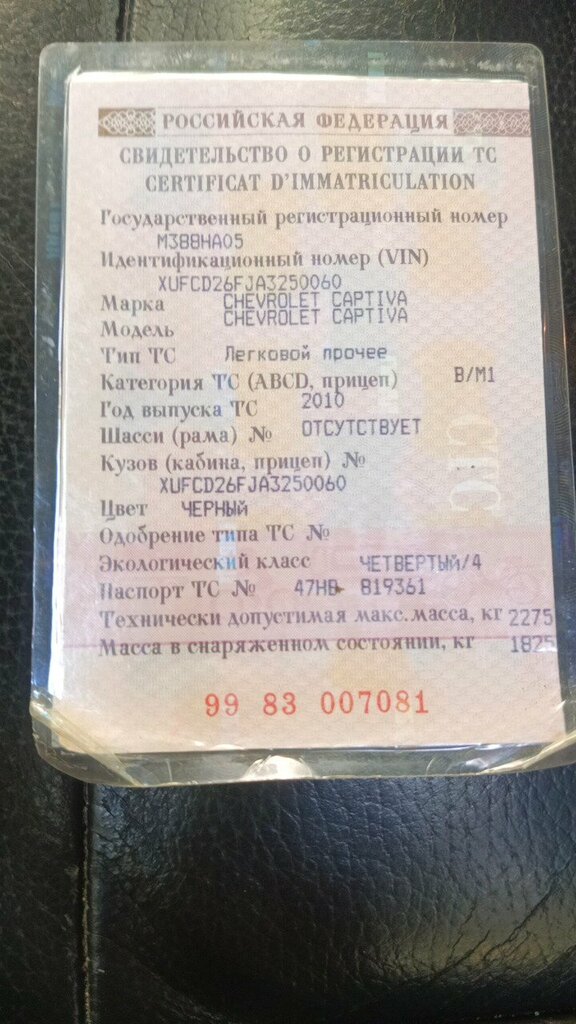 РОССИЙСКАЯ ФЕДЕРАЦИЯ
СВИДЕТЕЛЬСТВО О РЕГИСТРАЦИИ ТС
CERTIFICAT D'IMMATRICULATION
Государственный регистрационный номер
М388НА05
Идентификационный номер (VIN)
XUFCD26FJA3250060
Марка CHEVROLET CAPTIVA
Модель CHEVROLET CAPTIVA
Тип ТС Легковой прочее
Категория ТС (ABCD, прицеп) B/M1
Год выпуска ТС 2010
Шасси (рама) № ОТСУТСТВУЕТ
Кузов (кабина, прицеп) №
XUFCD26FJA3250060
Цвет ЧЕРНЫЙ
Одобрение типа ТС №
Экологический класс ЧЕТВЕРТЫЙ/4
Паспорт ТС № 47НВ 819361
Технически допустимая макс. масса, кг 2275
Масса в снаряженном состоянии, кг 1825
99 83 007081